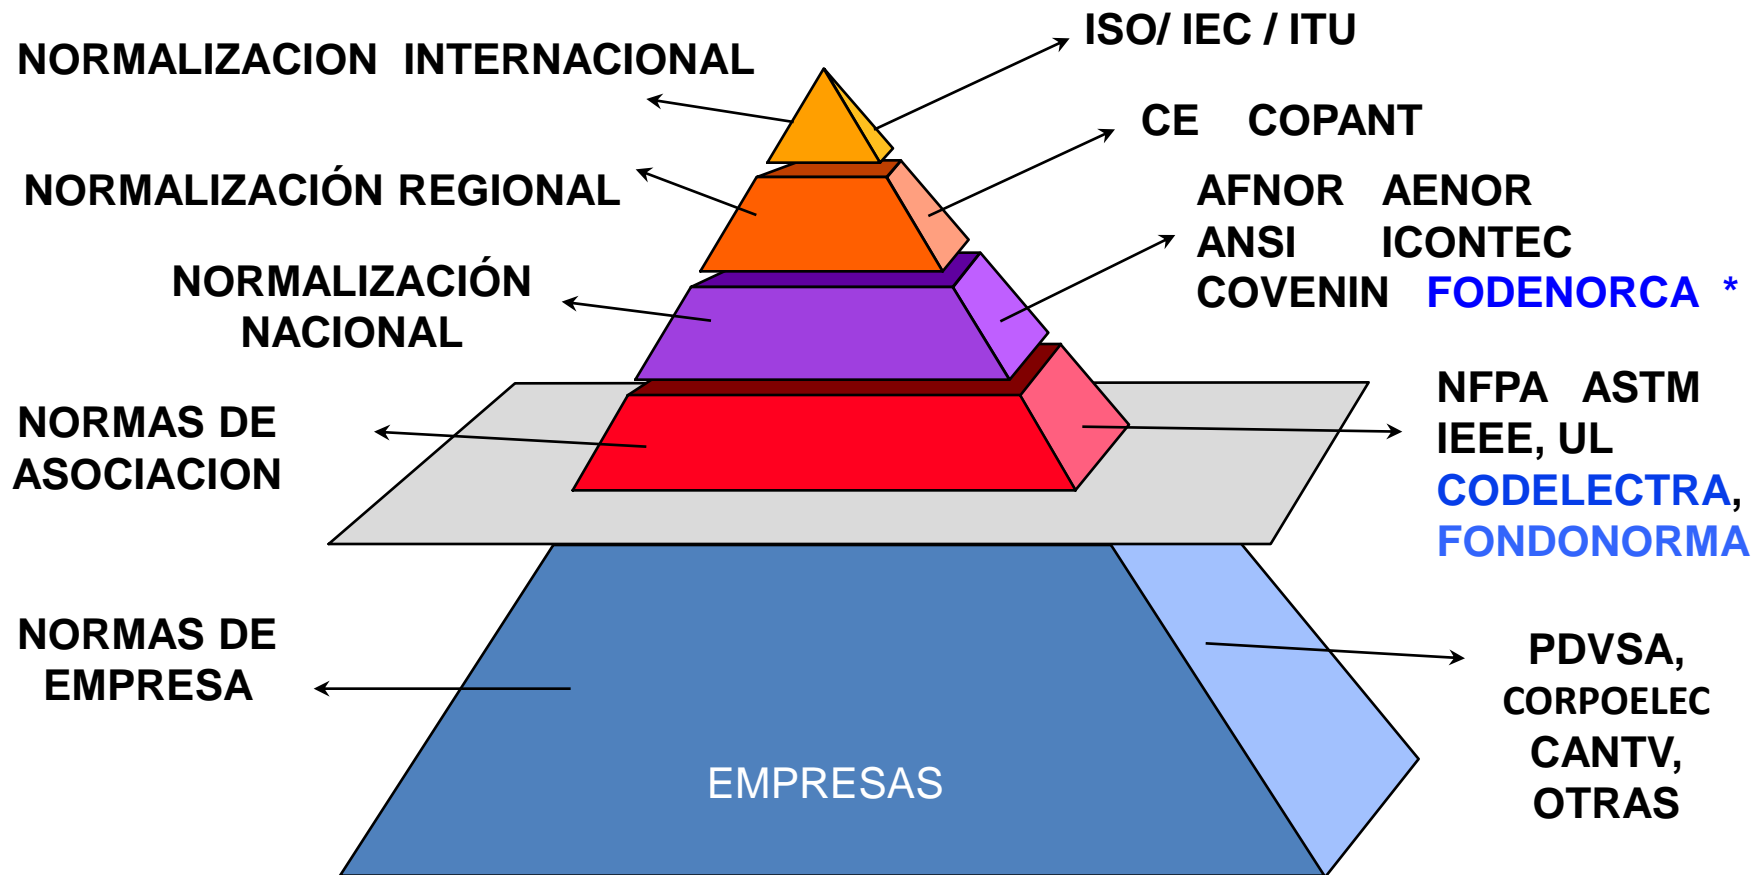 NORMALIZACION INTERNACIONAL
ISO/ IEC / ITU
CE COPANT
NORMALIZACIÓN REGIONAL
AFNOR AENOR
ANSI ICONTEC
COVENIN FODENORCA *
NORMALIZACIÓN
NACIONAL
NORMAS DE
ASOCIACION
NFPA ASTM
IEEE, UL
CODELECTRA,
FONDONORMA
NORMAS DE
EMPRESA
PDVSA,
CORPOELEC
CANTV,
OTRAS
EMPRESAS